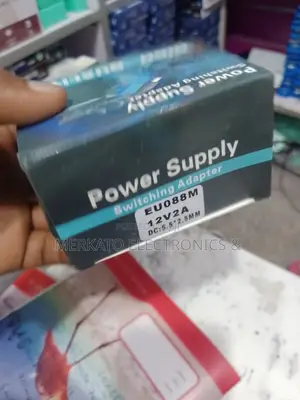 Power Supply
Switching Adapter
Power Supply
Switching Adapter
EU088M
12V2A
DC:5.5*2.5MM
MERKATO ELECTRONICS &